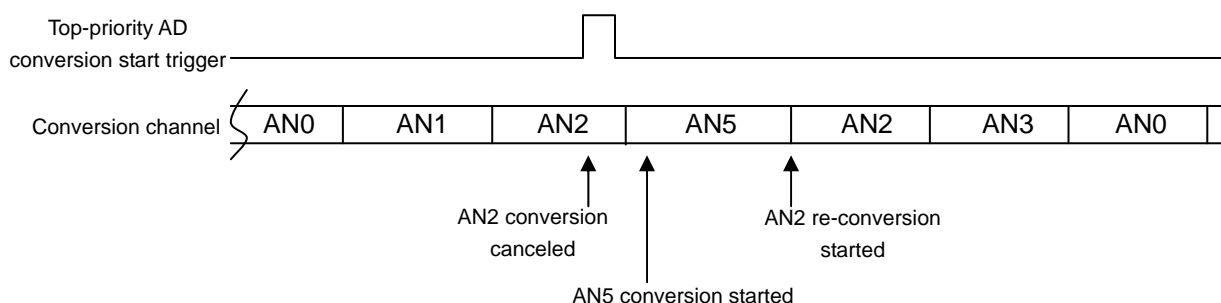 Top-priority AD
conversion start trigger
Conversion channel
AN0 AN1 AN2 AN5 AN2 AN3 AN0
AN2 conversion
canceled
AN2 re-conversion
started
AN5 conversion started